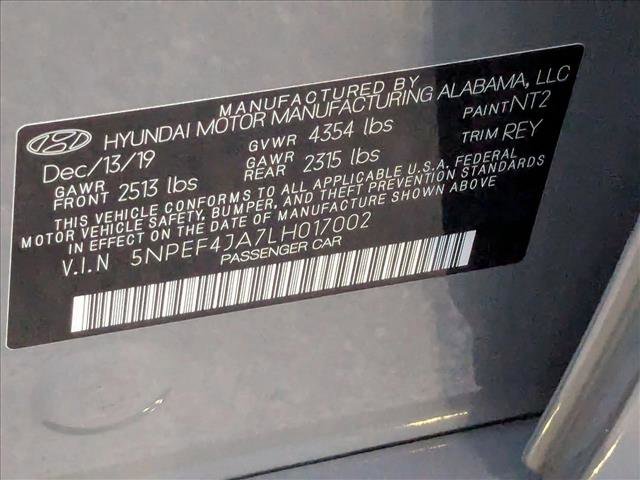 MANUFACTURED BY
HYUNDAI MOTOR MANUFACTURING ALABAMA, LLC
Dec/13/19 GVWR 4354 lbs PAINT NT2
GAWR FRONT 2513 lbs GAWR REAR 2315 lbs TRIM REY
THIS VEHICLE CONFORMS TO ALL APPLICABLE U.S.A. FEDERAL
MOTOR VEHICLE SAFETY, BUMPER, AND THEFT PREVENTION STANDARDS
IN EFFECT ON THE DATE OF MANUFACTURE SHOWN ABOVE
V.I.N 5NPEF4JA7LH017002
PASSENGER CAR